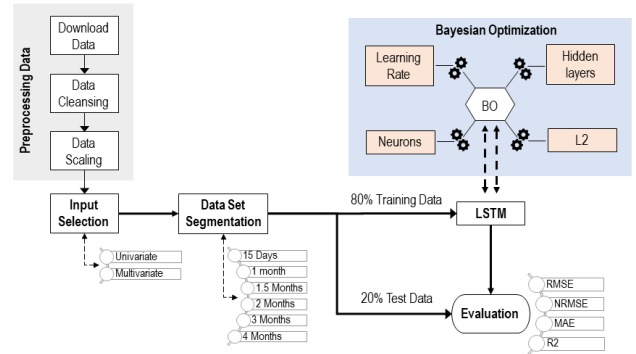 Preprocessing Data
Download
Data
Data
Cleansing
Data
Scaling
Input
Selection
Univariate
Multivariate
Data Set
Segmentation
15 Days
1 month
1.5 Months
2 Months
3 Months
4 Months
80% Training Data
20% Test Data
Bayesian Optimization
Learning
Rate
Hidden
layers
BO
Neurons
L2
LSTM
Evaluation
RMSE
NRMSE
MAE
R2